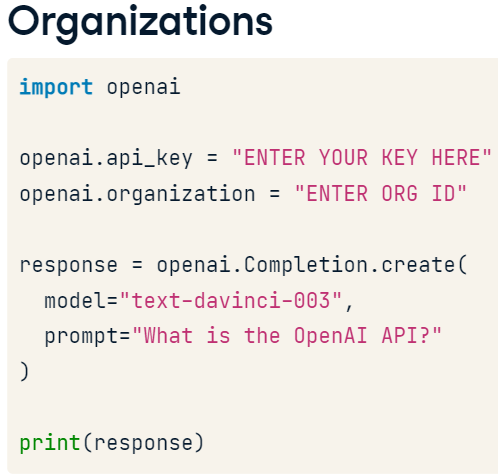 Organizations
import openai

openai.api_key = "ENTER YOUR KEY HERE"
openai.organization = "ENTER ORG ID"

response = openai.Completion.create(
  model="text-davinci-003",
  prompt="What is the OpenAI API?"
)

print(response)